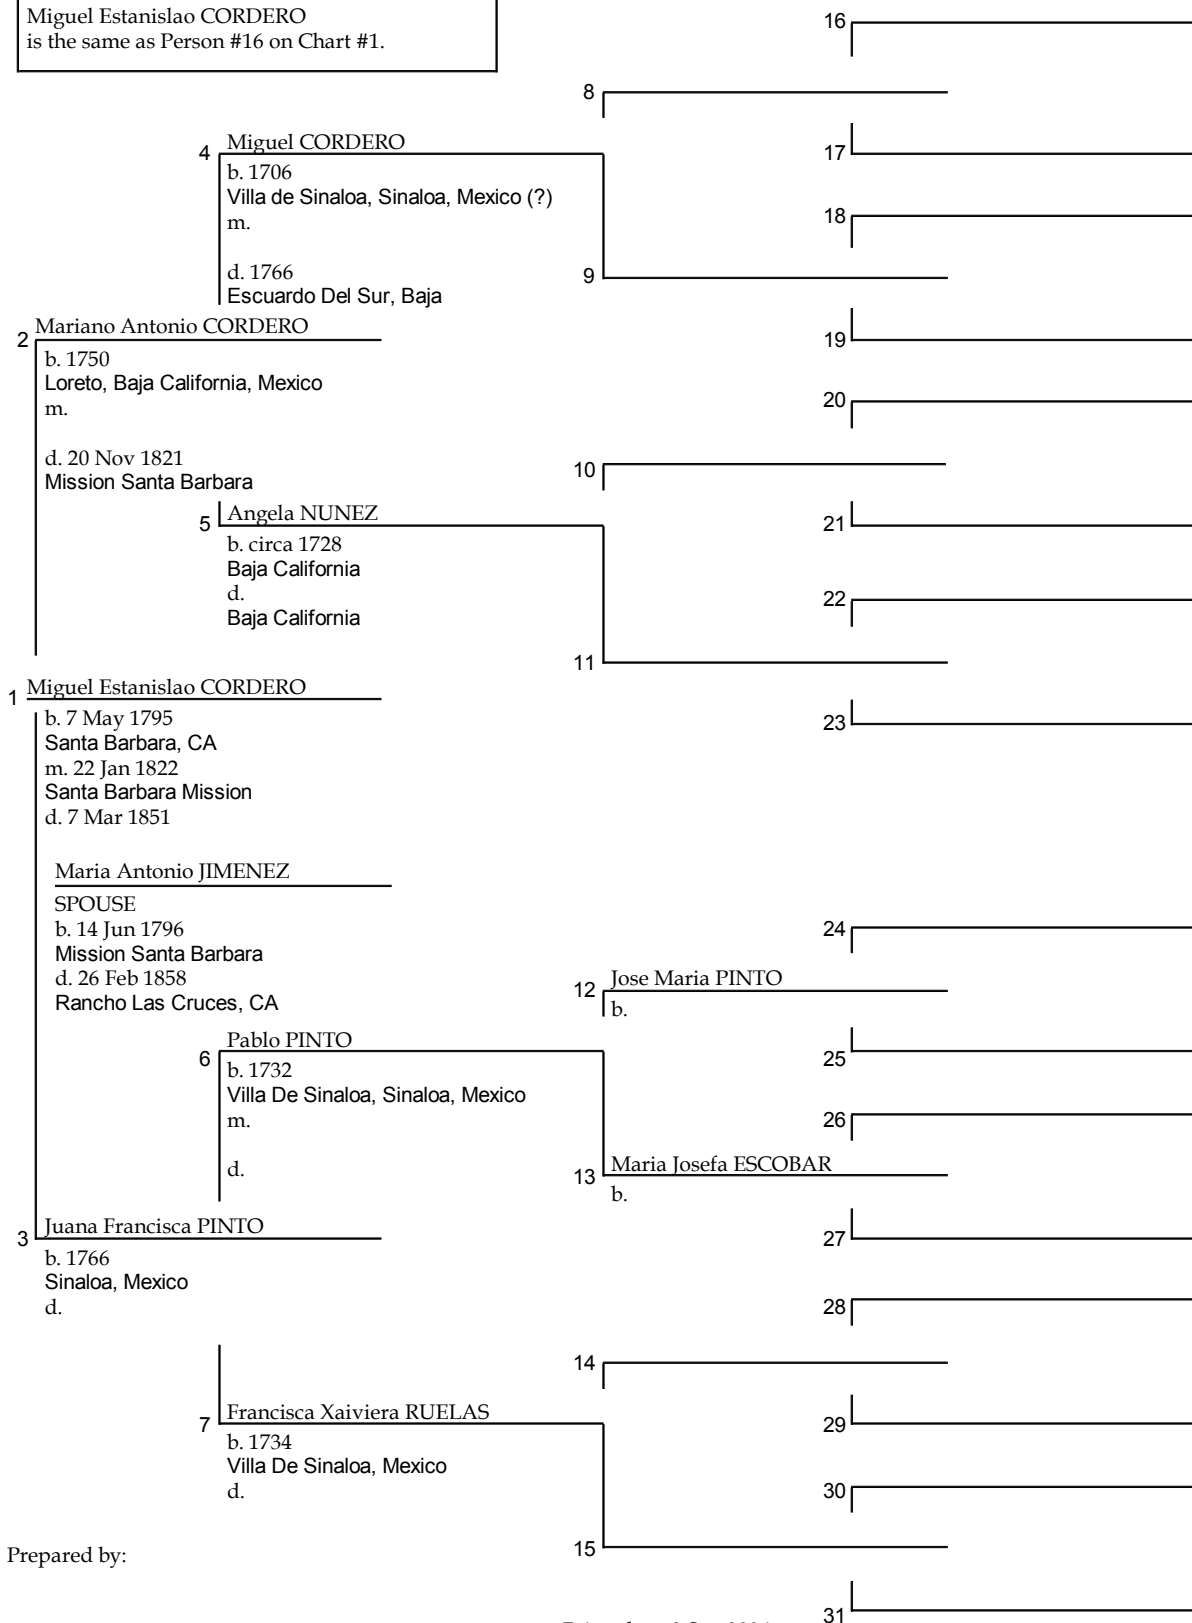 Miguel Estanislao CORDERO
is the same as Person #16 on Chart #1.
16
8
4 Miguel CORDERO
17
b. 1706
Villa de Sinaloa, Sinaloa, Mexico (?)
m.
18
d. 1766
9
Escuardo Del Sur, Baja
2 Mariano Antonio CORDERO
19
b. 1750
Loreto, Baja California, Mexico
m.
20
d. 20 Nov 1821
10
Mission Santa Barbara
5 Angela NUNEZ
21
b. circa 1728
Baja California
d.
22
Baja California
11
1 Miguel Estanislao CORDERO
b. 7 May 1795
23
Santa Barbara, CA
m. 22 Jan 1822
Santa Barbara Mission
d. 7 Mar 1851
Maria Antonio JIMENEZ
SPOUSE
b. 14 Jun 1796
24
Mission Santa Barbara
d. 26 Feb 1858
12 Jose Maria PINTO
Rancho Las Cruces, CA
b.
6 Pablo PINTO
25
b. 1732
Villa De Sinaloa, Sinaloa, Mexico
m.
26
d.
13 Maria Josefa ESCOBAR
b.
3 Juana Francisca PINTO
27
b. 1766
Sinaloa, Mexico
d.
28
14
7 Francisca Xaiviera RUELAS
29
b. 1734
Villa De Sinaloa, Mexico
d.
30
Prepared by:
15
31